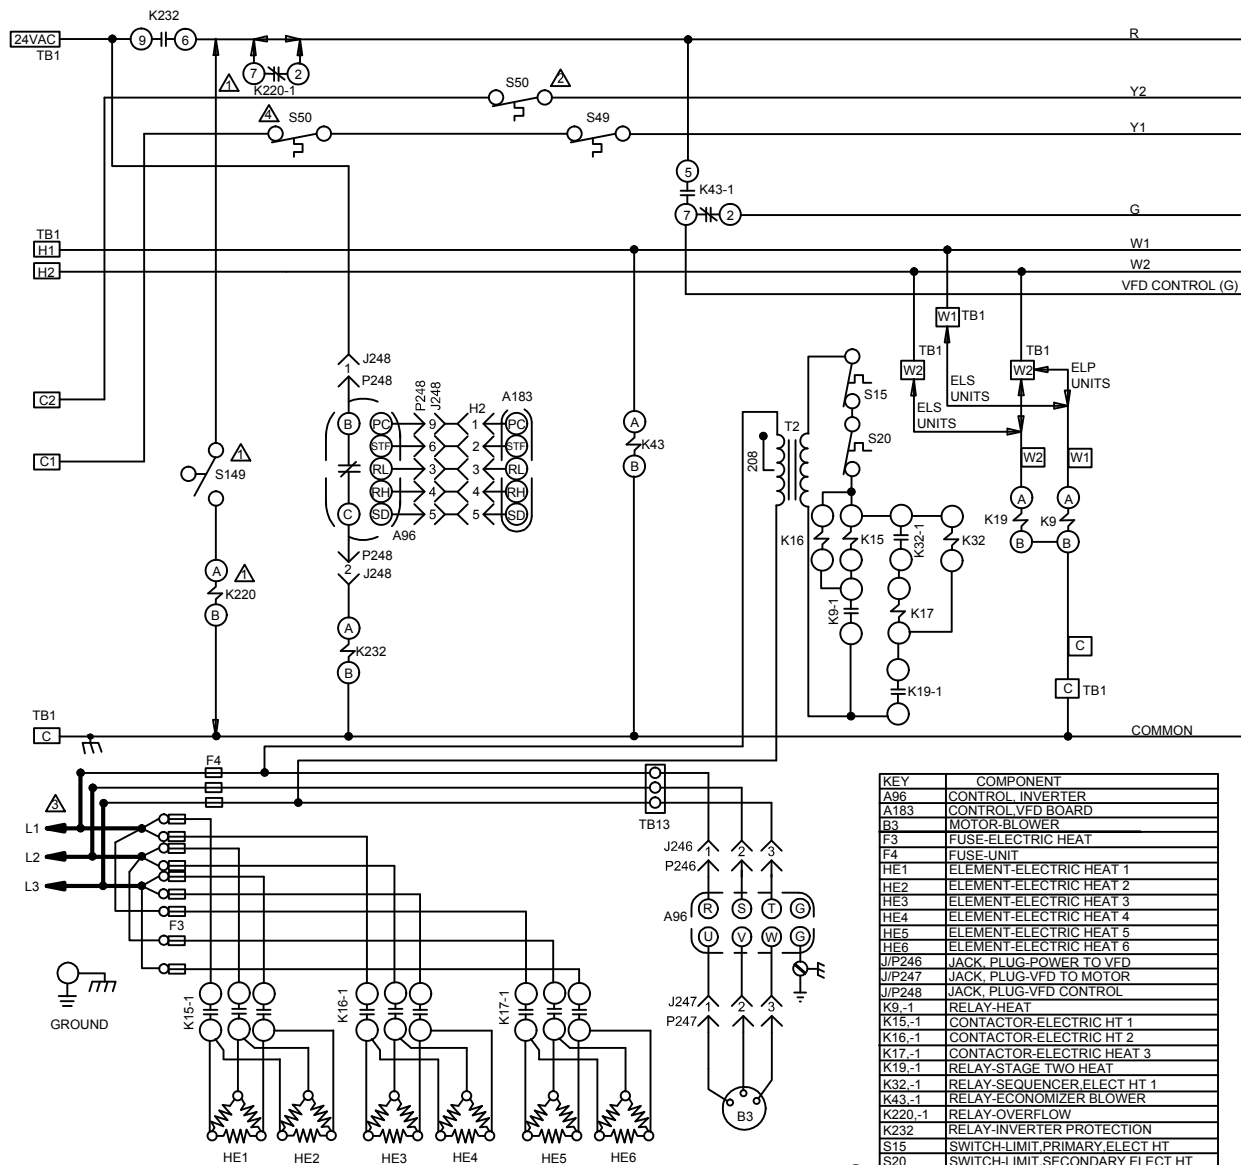 K232
24VAC
TB1
9 6
R
7 2
1
K220-1
S50
2
Y2
4
S50
S49
Y1
5
K43-1
7 2
G
TB1
H1
W1
H2
W2
VFD CONTROL (G)
W1 TB1
TB1
W2
TB1
W2
ELP
UNITS
ELS
UNITS
ELS
UNITS
J248
1
P248
P248
J248
H2
A183
C2
C1
B
PC 9 1 PC
STF 6 2 STF
RL 3 3 RL
RH 4 4 RH
C
SD 5 5 SD
A96
P248
2
J248
A
K43
B
T2
208
S15
S20
1
S149
W2
W1
K16
K15
K32-1
K32
A
K19
B
A
K9
B
K9-1
K17
K19-1
A
1
K220
B
A
K232
B
C
C TB1
TB1
C
COMMON
F4
TB13
3
L1
L2
L3
F3
GROUND
J246
1 2 3
P246
A96
R S T G
U V W G
J247
1 2 3
P247
B3
K15-1
K16-1
K17-1
HE1 HE2 HE3 HE4 HE5 HE6
KEY COMPONENT
A96 CONTROL, INVERTER
A183 CONTROL,VFD BOARD
B3 MOTOR-BLOWER
F3 FUSE-ELECTRIC HEAT
F4 FUSE-UNIT
HE1 ELEMENT-ELECTRIC HEAT 1
HE2 ELEMENT-ELECTRIC HEAT 2
HE3 ELEMENT-ELECTRIC HEAT 3
HE4 ELEMENT-ELECTRIC HEAT 4
HE5 ELEMENT-ELECTRIC HEAT 5
HE6 ELEMENT-ELECTRIC HEAT 6
J/P246 JACK, PLUG-POWER TO VFD
J/P247 JACK, PLUG-VFD TO MOTOR
J/P248 JACK, PLUG-VFD CONTROL
K9,-1 RELAY-HEAT
K15,-1 CONTACTOR-ELECTRIC HT 1
K16,-1 CONTACTOR-ELECTRIC HT 2
K17,-1 CONTACTOR-ELECTRIC HEAT 3
K19,-1 RELAY-STAGE TWO HEAT
K32,-1 RELAY-SEQUENCER,ELECT HT 1
K43,-1 RELAY-ECONOMIZER BLOWER
K220,-1 RELAY-OVERFLOW
K232 RELAY-INVERTER PROTECTION
S15 SWITCH-LIMIT,PRIMARY,ELECT HT
S20 SWITCH-LIMIT,SECONDARY ELECT HT